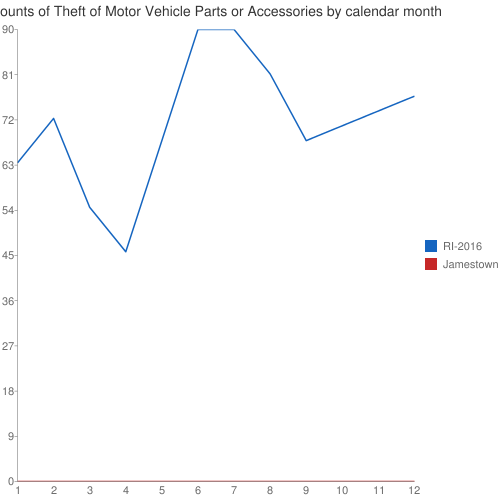 ounts of Theft of Motor Vehicle Parts or Accessories by calendar month
90
81
72
63
54
45
36
27
18
9
0
1 2 3 4 5 6 7 8 9 10 11 12
RI-2016
Jamestown